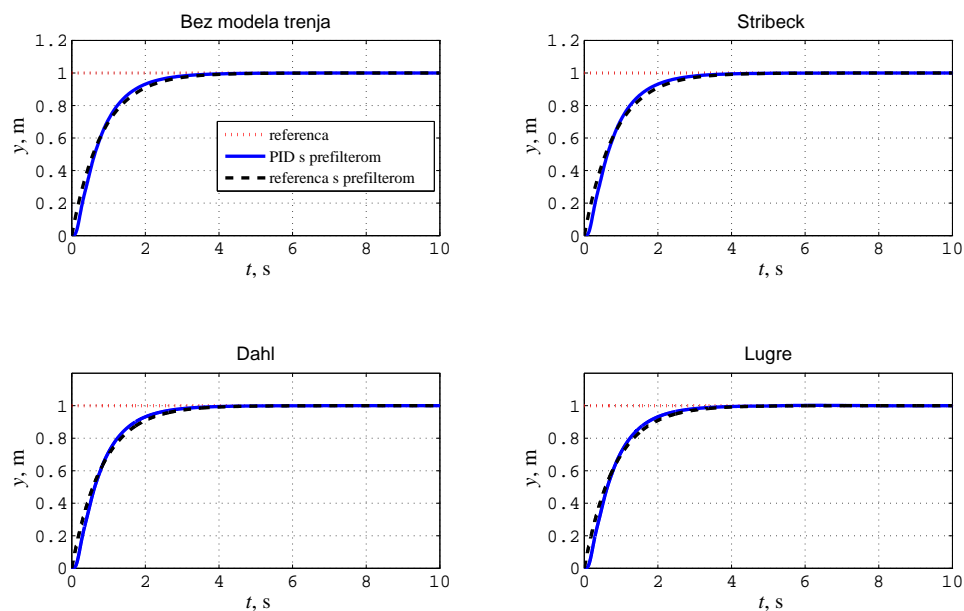 Bez modela trenja
1.2
1
0.8
0.6
0.4
0.2
0
y, m
referenca
PID s prefilterom
referenca s prefilterom
0 2 4 6 8 10
t, s
Stribeck
1
0.8
0.6
0.4
0.2
0
y, m
0 2 4 6 8 10
t, s
Dahl
1
0.8
0.6
0.4
0.2
0
y, m
0 2 4 6 8 10
t, s
Lugre
1
0.8
0.6
0.4
0.2
0
y, m
0 2 4 6 8 10
t, s